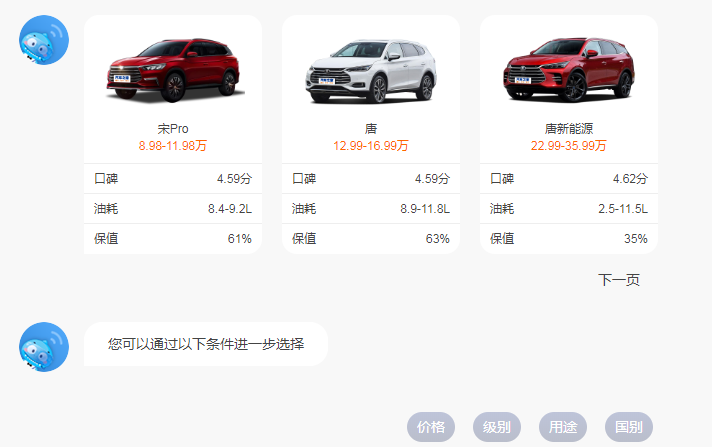 宋Pro 唐 唐新能源
8.98-11.98万 12.99-16.99万 22.99-35.99万
口碑 4.59分 口碑 4.59分 口碑 4.62分
油耗 8.4-9.2L 油耗 8.9-11.8L 油耗 2.5-11.5L
保值 61% 保值 63% 保值 35%
下一页
您可以通过以下条件进一步选择
价格 级别 用途 国别